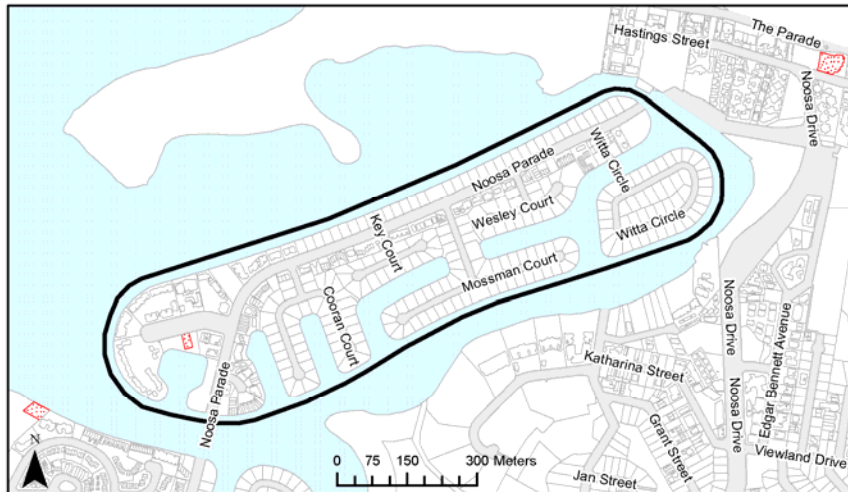 The Parade
Hastings Street
Noosa Drive
Witta Circle
Noosa Parade
Wesley Court
Key Court
Witta Circle
Mossman Court
Cooran Court
Noosa Drive
Edgar Bennett Avenue
Katharina Street
Noosa Parade
Noosa Drive
Grant Street
Viewland Drive
Jan Street
N
0 75 150 300 Meters